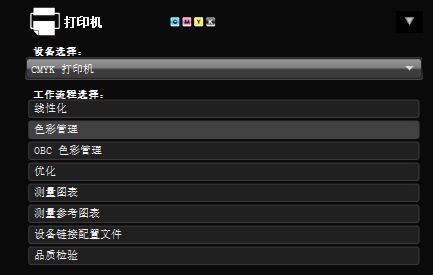 打印机 C M Y K
设备选择:
CMYK 打印机
工作流程选择:
线性化
色彩管理
OBC 色彩管理
优化
测量图表
测量参考图表
设备链接配置文件
品质检验